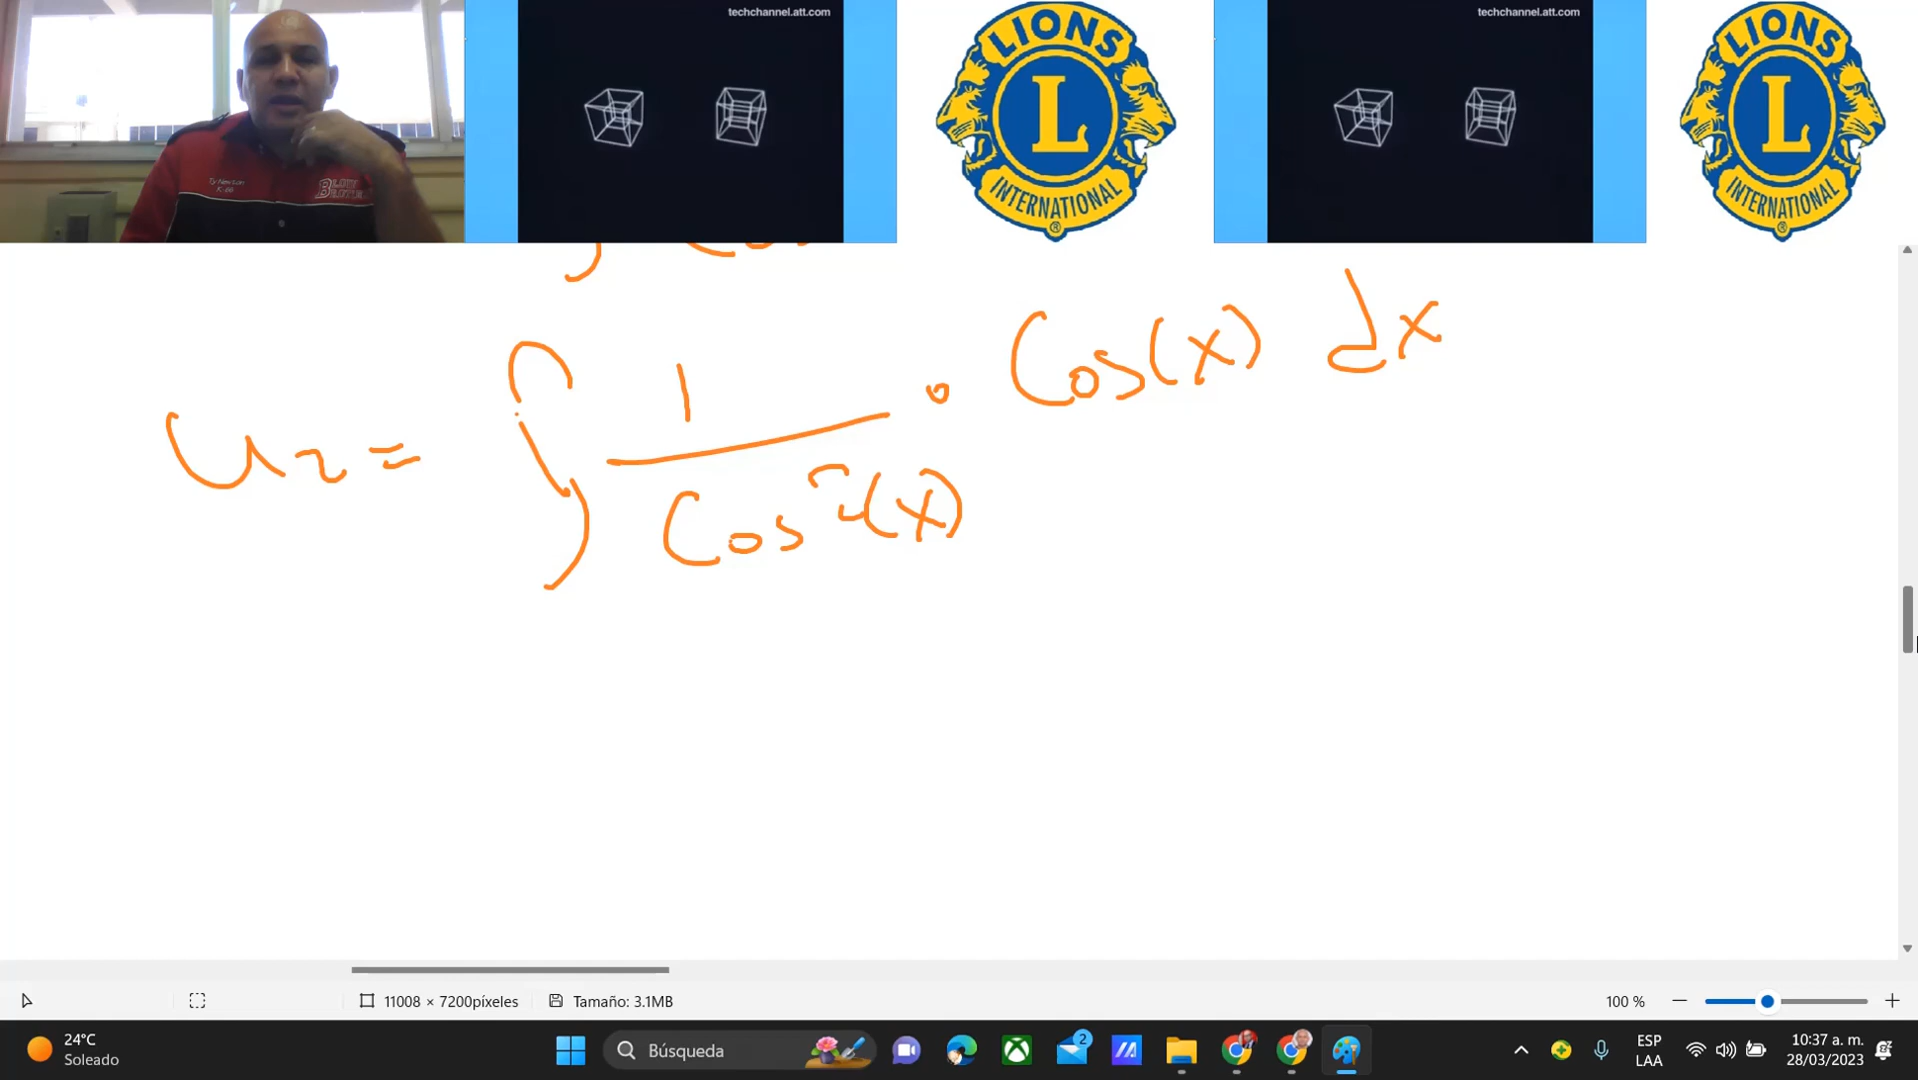 techchannel.att.com
techchannel.att.com
LIONS
L
INTERNATIONAL
®
LIONS
L
INTERNATIONAL
®
u₂ = ∫ 1/Cos²(x) · Cos(x) dx
11008 × 7200píxeles
Tamaño: 3.1MB
100 %
24°C
Soleado
Búsqueda
2
ESP
LAA
10:37 a. m.
28/03/2023